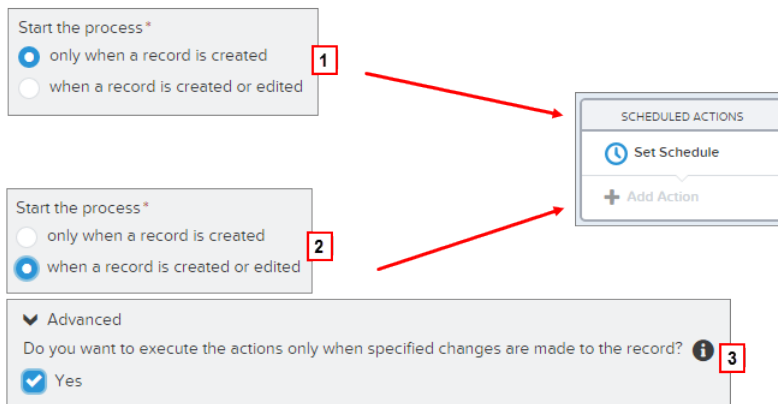 Start the process*
only when a record is created
1
when a record is created or edited
SCHEDULED ACTIONS
Set Schedule
Add Action
Start the process*
only when a record is created
2
when a record is created or edited
Advanced
Do you want to execute the actions only when specified changes are made to the record?
3
Yes